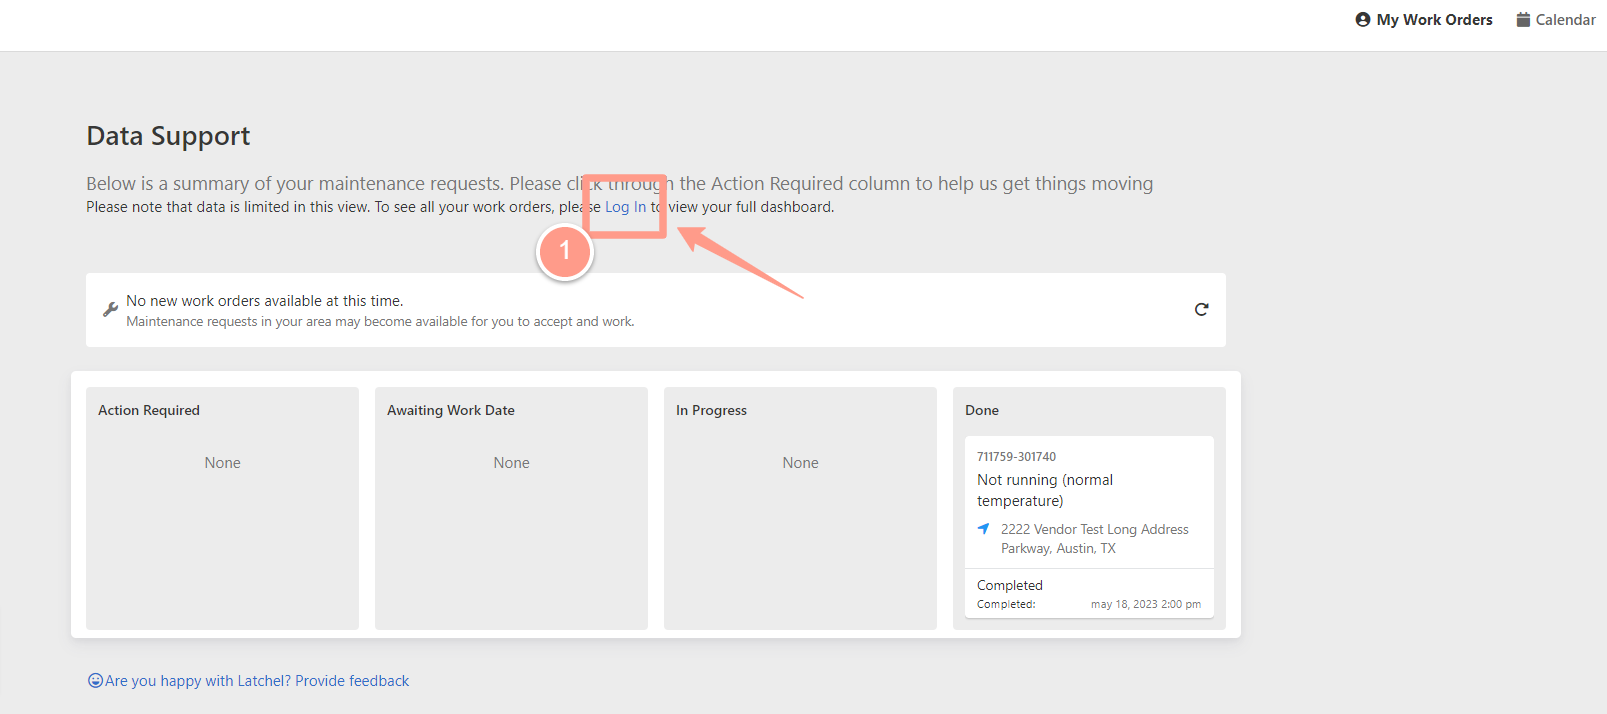 My Work Orders Calendar
Data Support
Below is a summary of your maintenance requests. Please click through the Action Required column to help us get things moving
Please note that data is limited in this view. To see all your work orders, please Log In to view your full dashboard.
1
No new work orders available at this time.
Maintenance requests in your area may become available for you to accept and work.
Action Required
None
Awaiting Work Date
None
In Progress
None
Done
711759-301740
Not running (normal
temperature)
2222 Vendor Test Long Address
Parkway, Austin, TX
Completed
Completed: may 18, 2023 2:00 pm
Are you happy with Latchel? Provide feedback